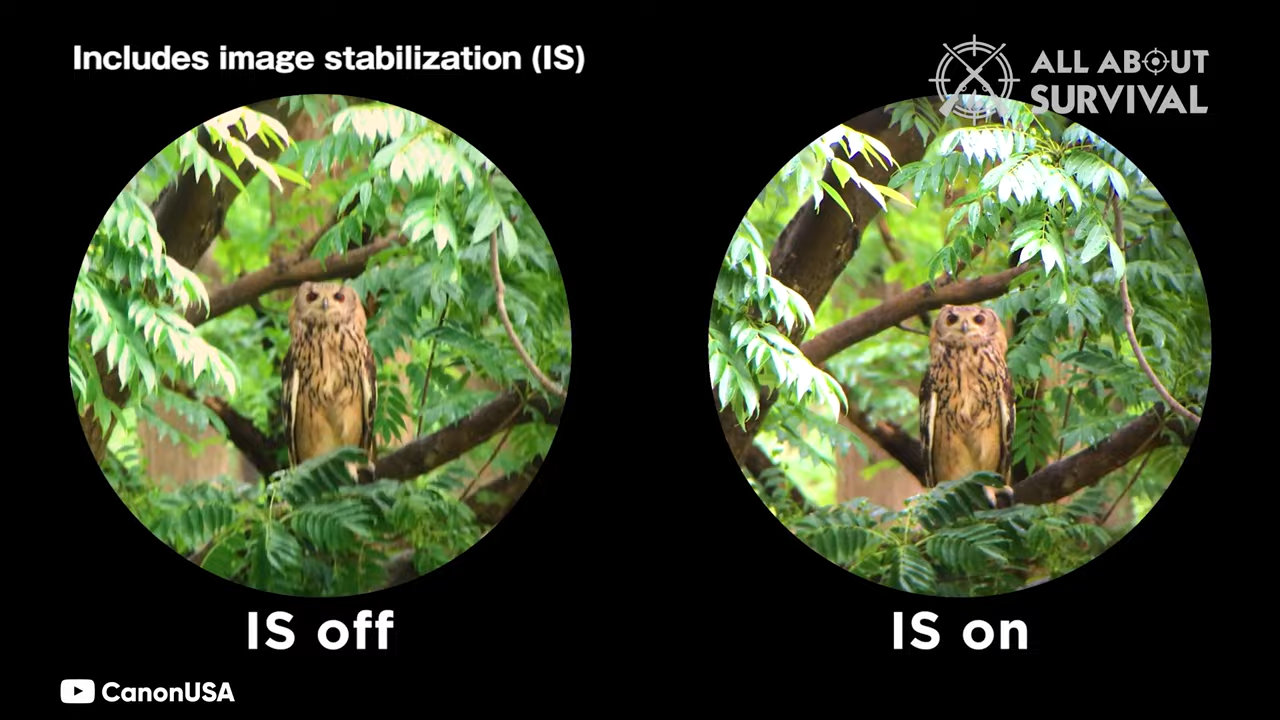 Includes image stabilization (IS)
ALL ABOUT
SURVIVAL
IS off
IS on
CanonUSA